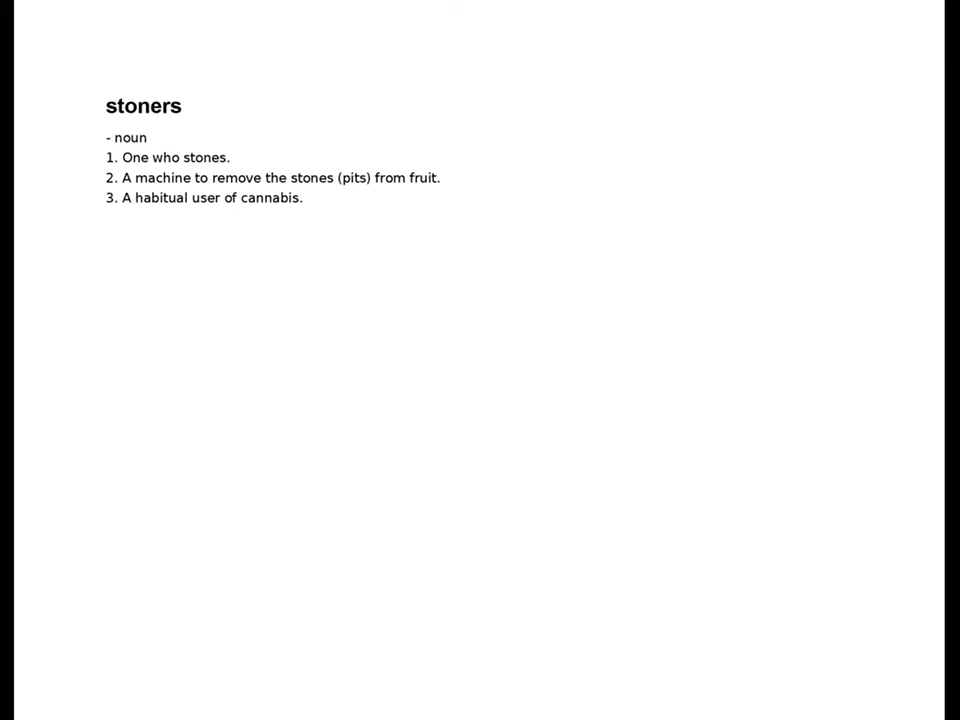 stoners
- noun
1. One who stones.
2. A machine to remove the stones (pits) from fruit.
3. A habitual user of cannabis.